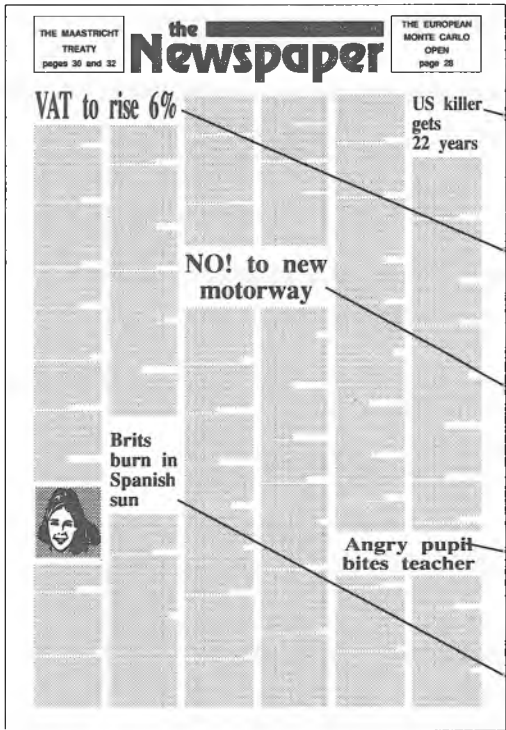 THE MAASTRICHT
TREATY
pages 30 and 32
the
Newspaper
THE EUROPEAN
MONTE CARLO
OPEN
page 28
VAT to rise 6%
US killer
gets
22 years
NO! to new
motorway
Brits
burn in
Spanish
sun
Angry pupil
bites teacher